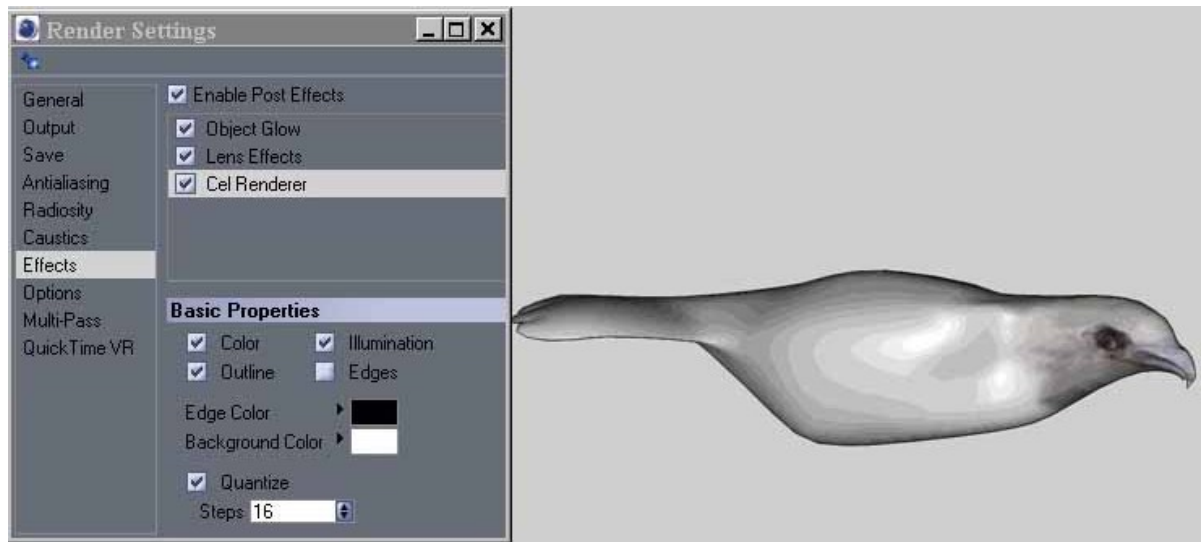 Render Settings
General
Output
Save
Antialiasing
Radiosity
Caustics
Effects
Options
Multi-Pass
QuickTime VR
Enable Post Effects
Object Glow
Lens Effects
Cel Renderer
Basic Properties
Color Illumination
Outline Edges
Edge Color
Background Color
Quantize
Steps 16